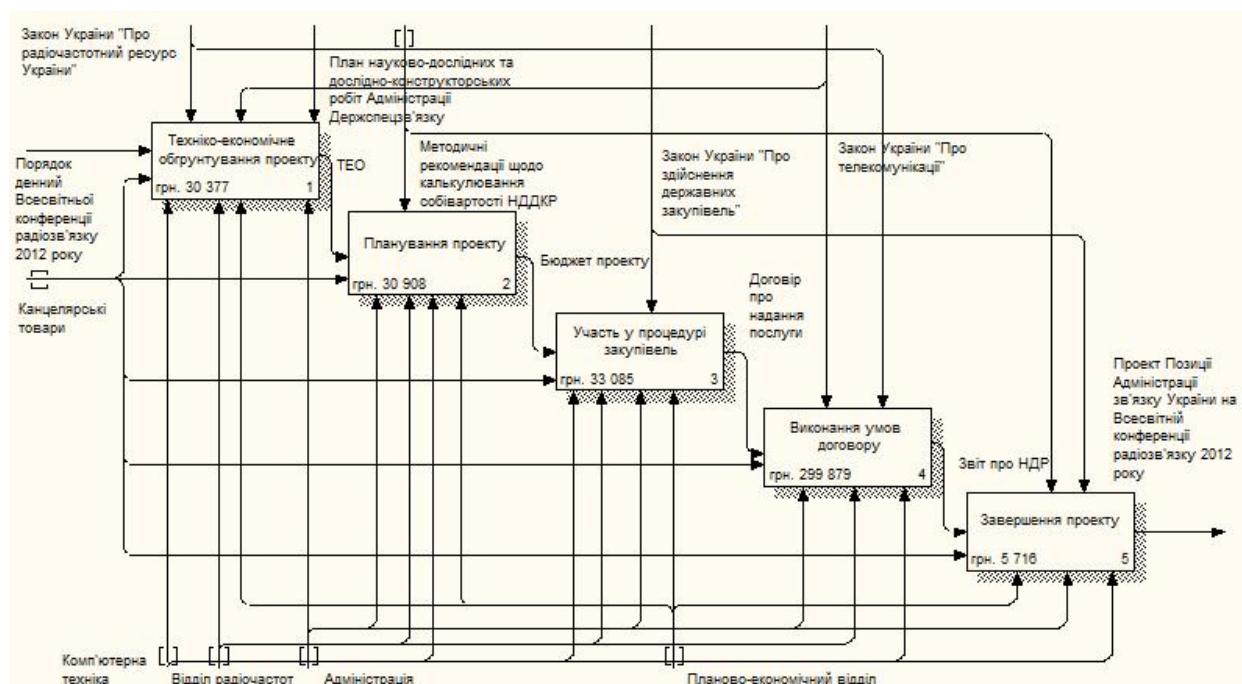 Закон України "Про
радіочастотний ресурс
України"
План науково-дослідних та
дослідно-конструкторських
робіт Адміністрації
Держспецзв'язку
Техніко-економічне
обгрунтування проекту
грн. 30 377 1
ТЕО
Порядок
денний
Всесвітньої
конференції
радіозв'язку
2012 року
Методичні
рекомендації щодо
калькулювання
собівартості НДДКР
Закон України "Про
здійснення
державних
закупівель"
Закон України "Про
телекомунікації"
Планування проекту
грн. 30 908 2
Бюджет проекту
Канцелярські
товари
Договір
про
надання
послуги
Участь у процедурі
закупівель
грн. 33 085 3
Проект Позиції
Адміністрації
зв'язку України на
Всесвітній
конференції
радіозв'язку 2012
року
Виконання умов
договору
грн. 299 879 4
Звіт про НДР
Завершення проекту
грн. 5 716 5
Комп'ютерна
техніка
Відділ радіочастот
Адміністрація
Планово-економічний відділ